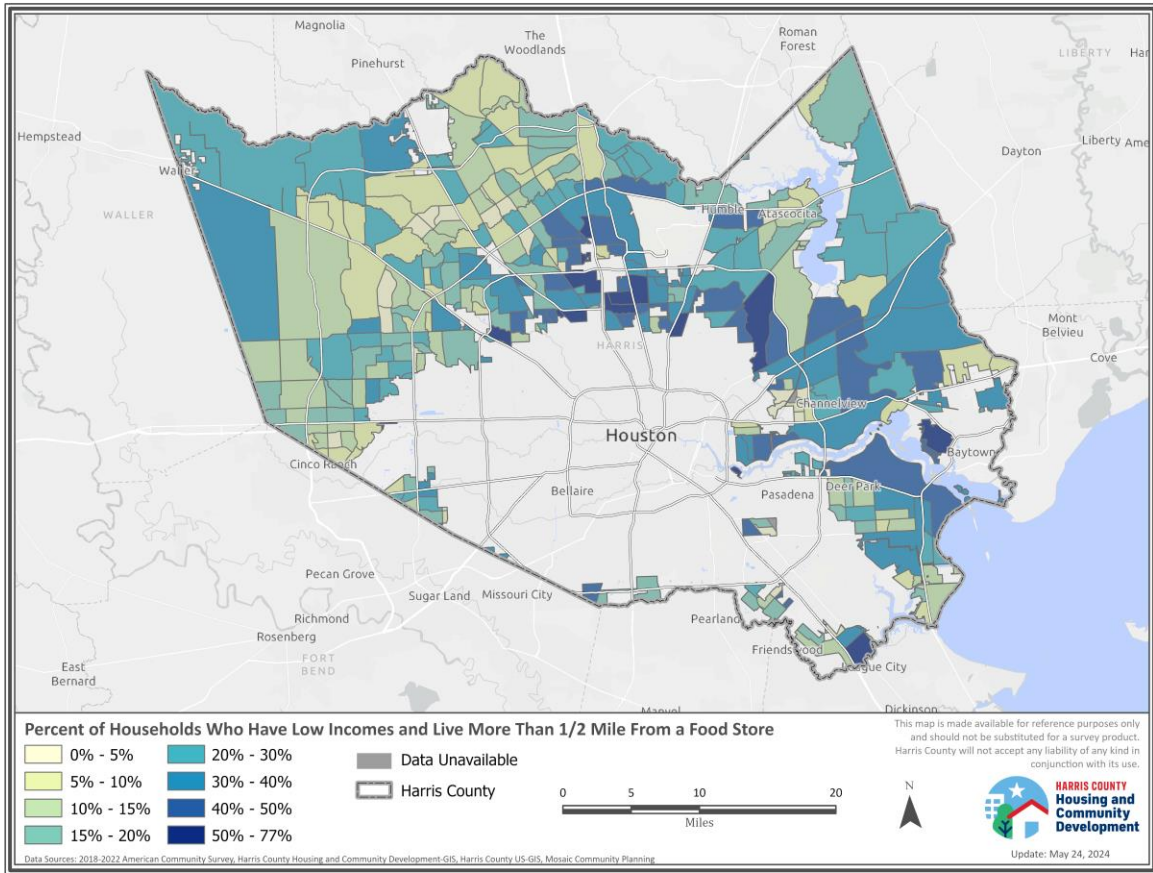 Magnolia
The
Woodlands
Roman
Forest
LIBERTY
Pinehurst
Hempstead
Dayton
Liberty
Ame
Waller
WALLER
Humble
Atascocita
Mont
Belvieu
HARRIS
Cove
Channelview
Houston
Baytown
Cinco Ranch
Bellaire
Pasadena
Deer Park
Pecan Grove
Sugar Land
Missouri City
Richmond
Pearland
Rosenberg
Friendswood
League City
East
Bernard
FORT
BEND
Manvel
Dickinson
Percent of Households Who Have Low Incomes and Live More Than 1/2 Mile From a Food Store
0% - 5%
5% - 10%
10% - 15%
15% - 20%
20% - 30%
30% - 40%
40% - 50%
50% - 77%
Data Unavailable
Harris County
0 5 10 20
Miles
N
This map is made available for reference purposes only
and should not be substituted for a survey product.
Harris County will not accept any liability of any kind in
conjunction with its use.
HARRIS COUNTY
Housing and
Community
Development
Update: May 24, 2024
Data Sources: 2018-2022 American Community Survey, Harris County Housing and Community Development-GIS, Harris County US-GIS, Mosaic Community Planning